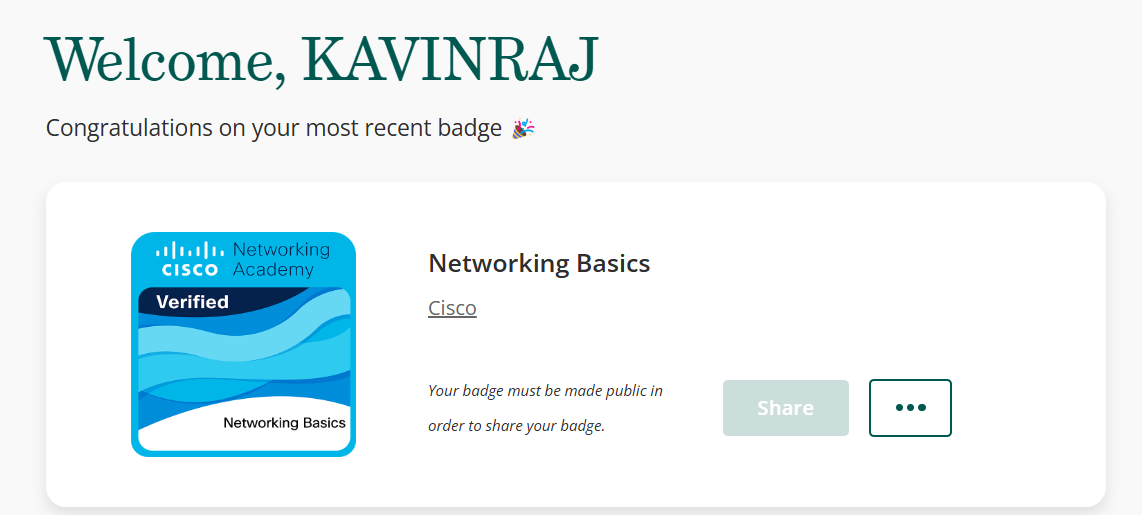 Welcome, KAVINRAJ
Congratulations on your most recent badge 🎉
CISCO
Networking
Academy
Verified
Networking Basics
Networking Basics
Cisco
Your badge must be made public in
order to share your badge.
Share
•••